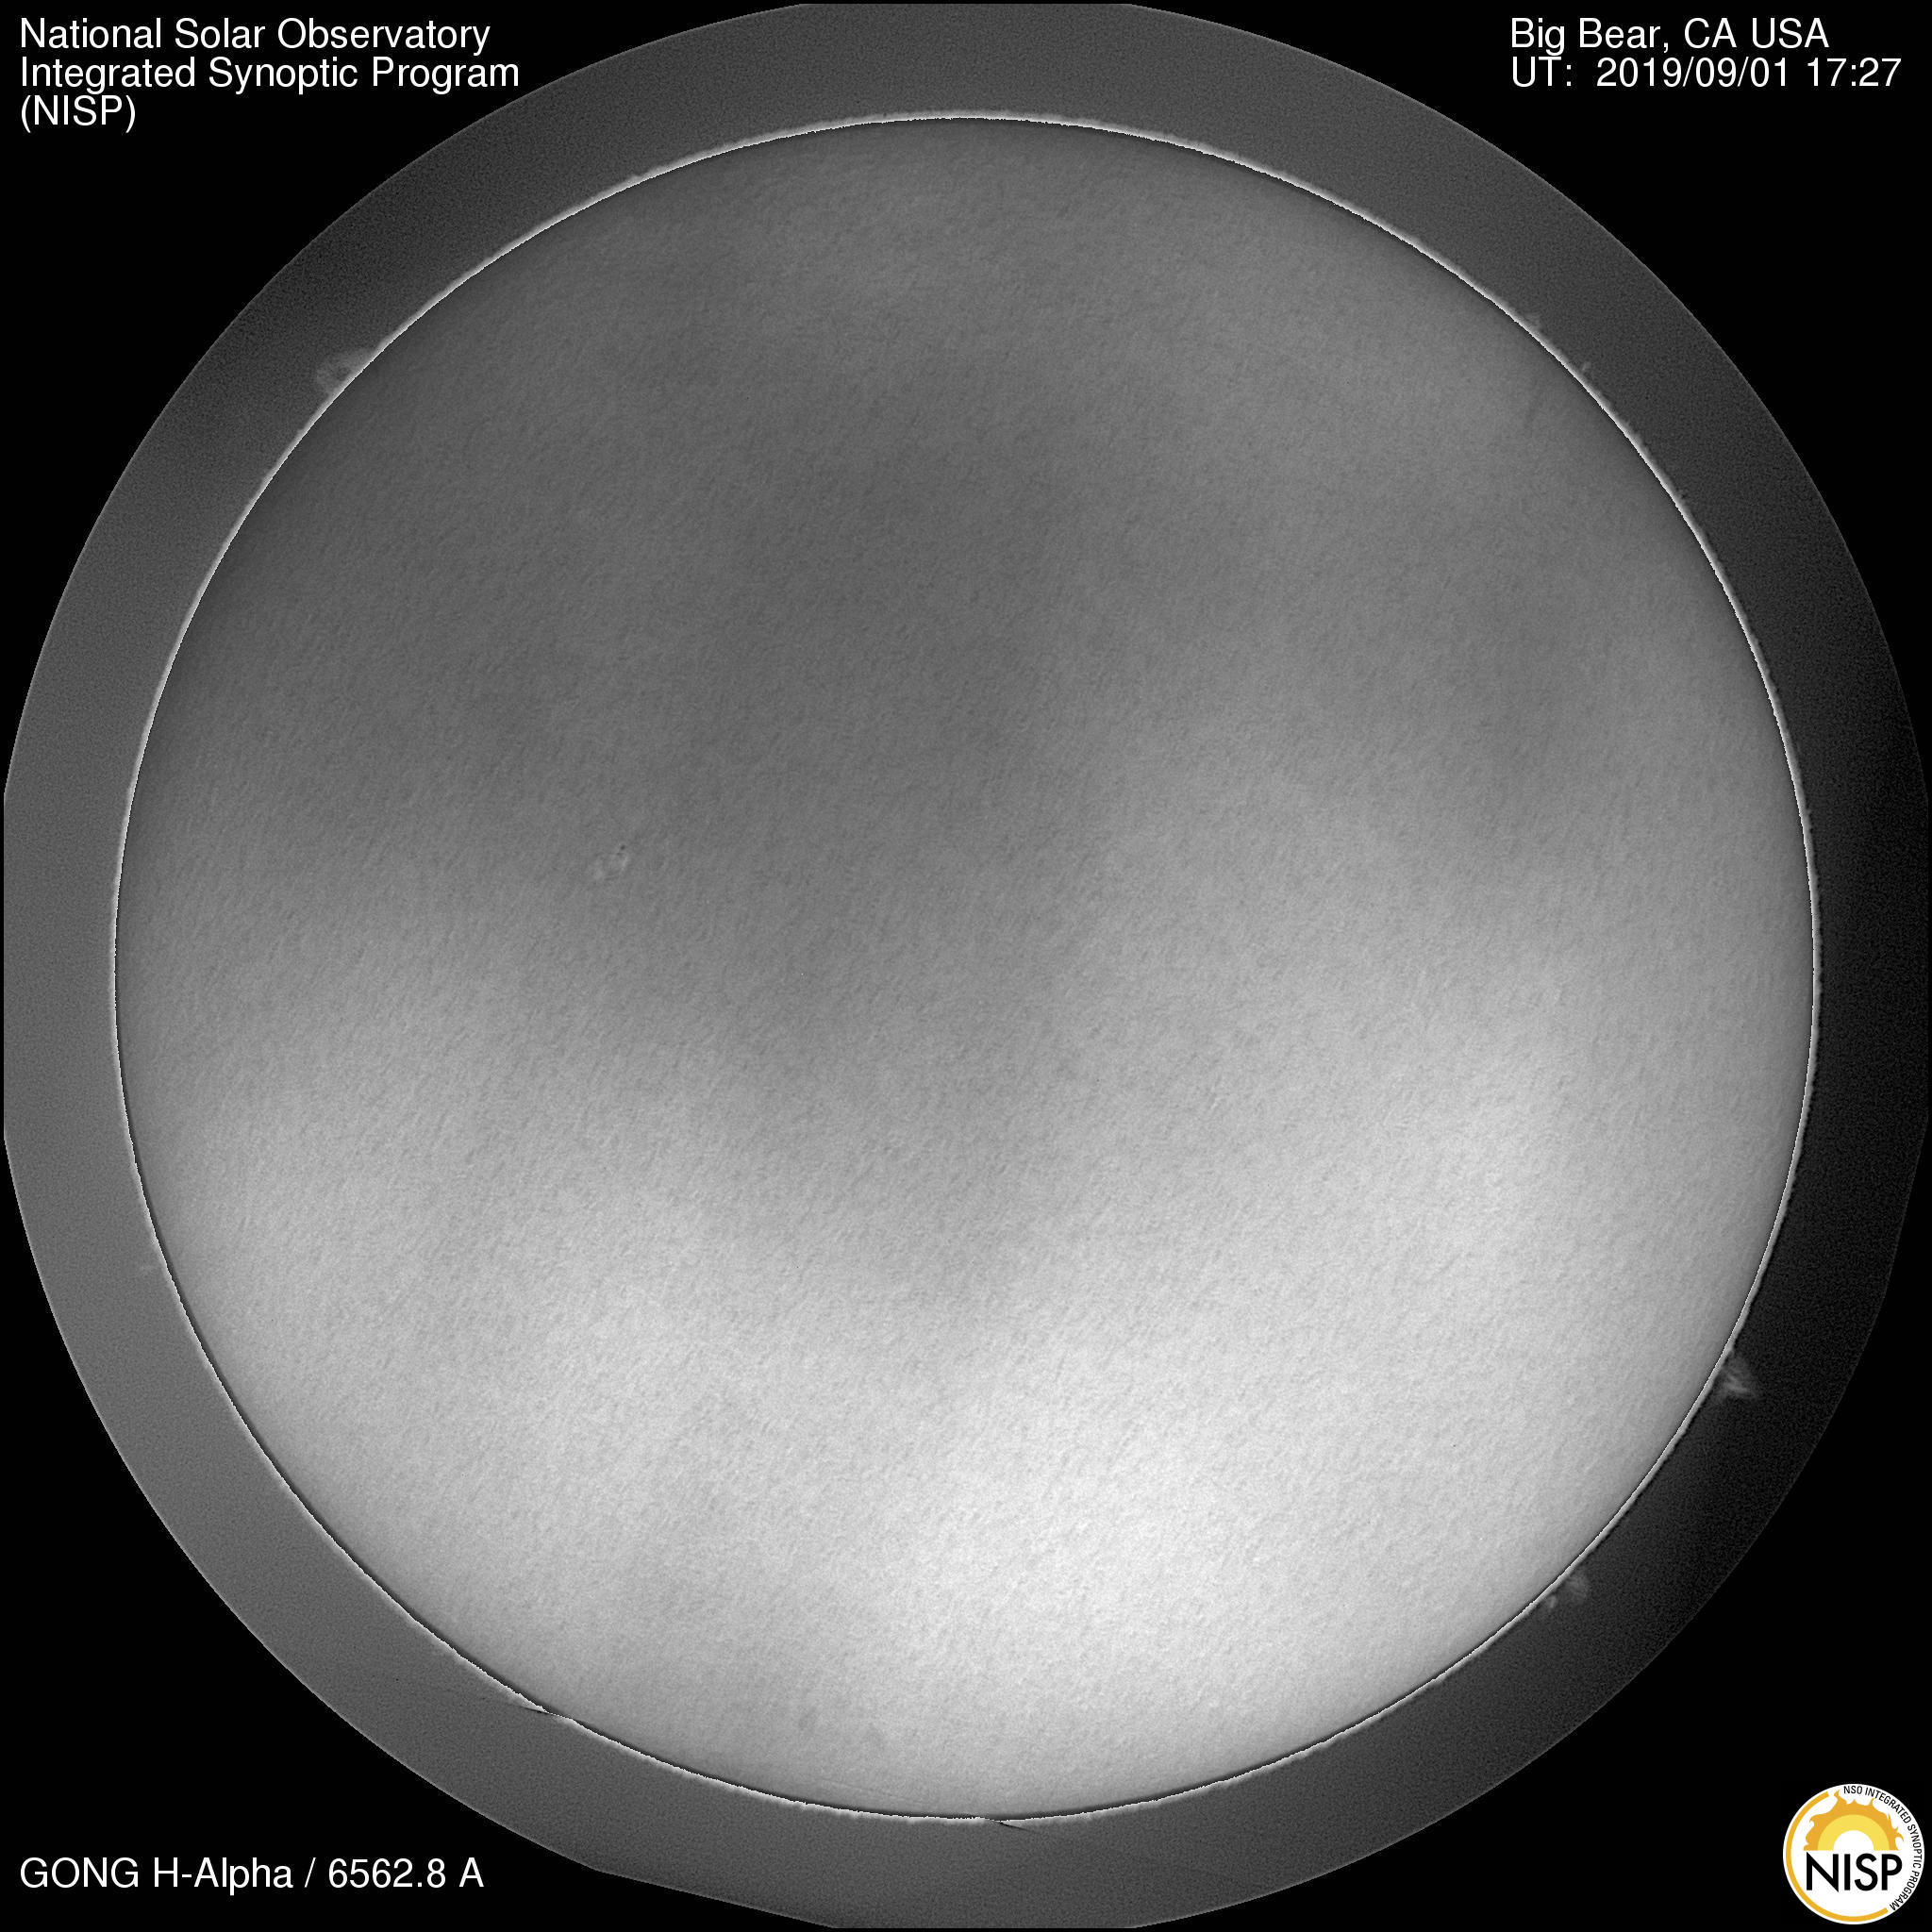 National Solar Observatory
Integrated Synoptic Program
(NISP)
Big Bear, CA USA
UT: 2019/09/01 17:27
GONG H-Alpha / 6562.8 A
NSO INTEGRATED SYNOPTIC PROGRAM
NISP